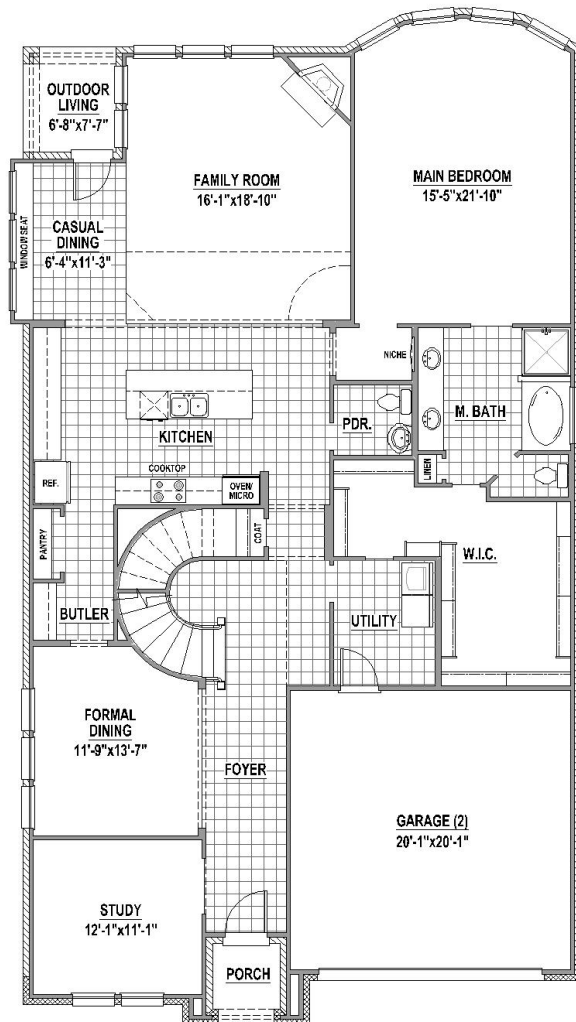 OUTDOOR
LIVING
6'-8"x7'-7"
FAMILY ROOM
16'-1"x18'-10"
MAIN BEDROOM
15'-5"x21'-10"
WINDOW SEAT
CASUAL
DINING
6'-4"x11'-3"
NICHE
M. BATH
PDR.
KITCHEN
COOKTOP
REF.
OVEN/
MICRO
LINEN
PANTRY
COAT
W.I.C.
BUTLER
UTILITY
FORMAL
DINING
11'-9"x13'-7"
FOYER
GARAGE (2)
20'-1"x20'-1"
STUDY
12'-1"x11'-1"
PORCH